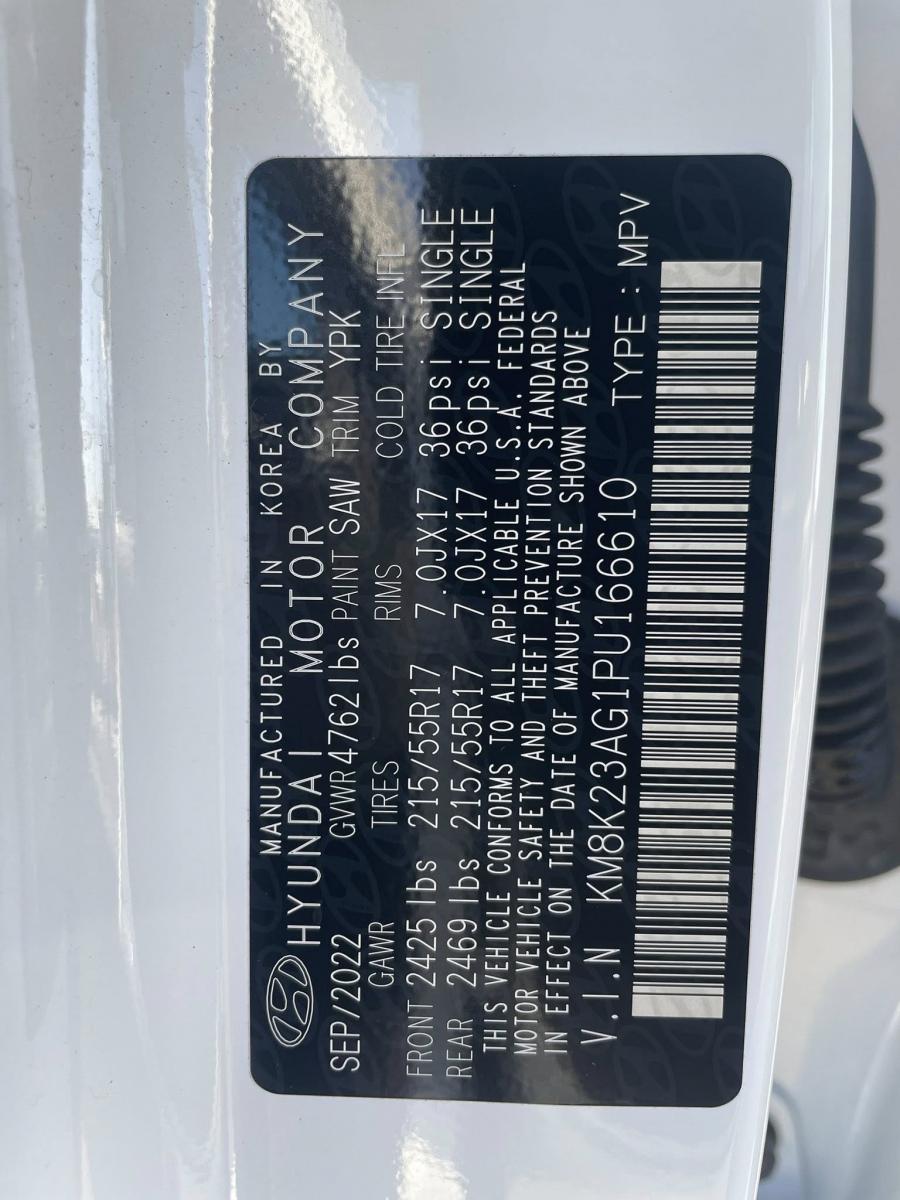 MANUFACTURED IN KOREA BY
HYUNDAI MOTOR COMPANY
SEP/2022 GVWR4762lbs PAINT SAW TRIM YPK
GAWR TIRES RIMS COLD TIRE INFL
FRONT 2425lbs 215/55R17 7.0JX17 36psi SINGLE
REAR 2469lbs 215/55R17 7.0JX17 36psi SINGLE
THIS VEHICLE CONFORMS TO ALL APPLICABLE U.S.A. FEDERAL
MOTOR VEHICLE SAFETY AND THEFT PREVENTION STANDARDS
IN EFFECT ON THE DATE OF MANUFACTURE SHOWN ABOVE
V.I.N KM8K23AG1PU166610 TYPE : MPV